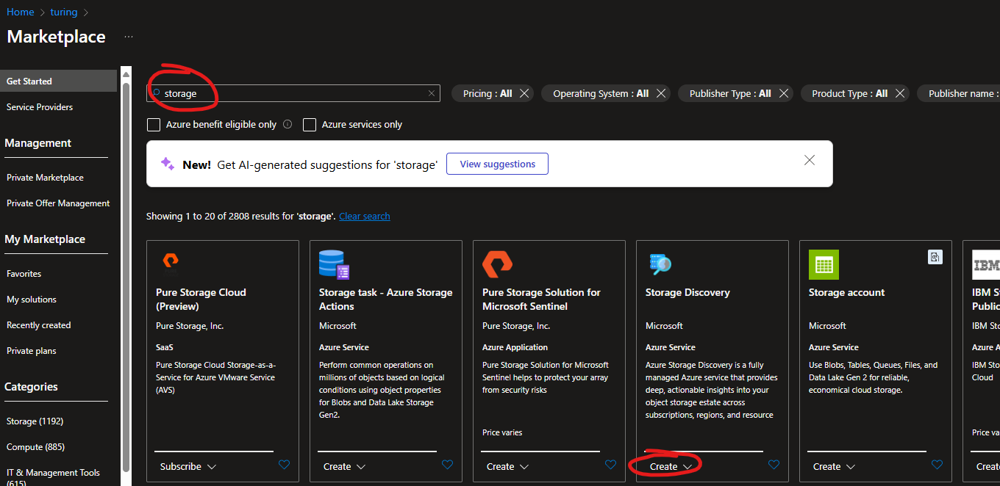 Home > turing >
Marketplace ...
Get Started
Service Providers
Management
Private Marketplace
Private Offer Management
My Marketplace
Favorites
My solutions
Recently created
Private plans
Categories
Storage (1192)
Compute (885)
IT & Management Tools
(615)
storage
Pricing : All
Operating System : All
Publisher Type : All
Product Type : All
Publisher name :
Azure benefit eligible only
Azure services only
New! Get AI-generated suggestions for 'storage'
View suggestions
Showing 1 to 20 of 2808 results for 'storage'. Clear search
Pure Storage Cloud
(Preview)
Pure Storage, Inc.
SaaS
Pure Storage Cloud Storage-as-a-
Service for Azure VMware Service
(AVS)
Subscribe
Storage task - Azure Storage
Actions
Microsoft
Azure Service
Perform common operations on
millions of objects based on logical
conditions using object properties
for Blobs and Data Lake Storage
Gen2.
Create
Pure Storage Solution for
Microsoft Sentinel
Pure Storage, Inc.
Azure Application
Pure Storage Solution for Microsoft
Sentinel helps to protect your array
from security risks
Price varies
Create
Storage Discovery
Microsoft
Azure Service
Azure Storage Discovery is a fully
managed Azure service that provides
deep, actionable insights into your
object storage estate across
subscriptions, regions, and resource
Create
Storage account
Microsoft
Azure Service
Use Blobs, Tables, Queues, Files, and
Data Lake Gen 2 for reliable,
economical cloud storage.
Create
IBM
IBM S
Public
IBM Sto
Azure A
IBM Sto
Cloud
Price va
Create